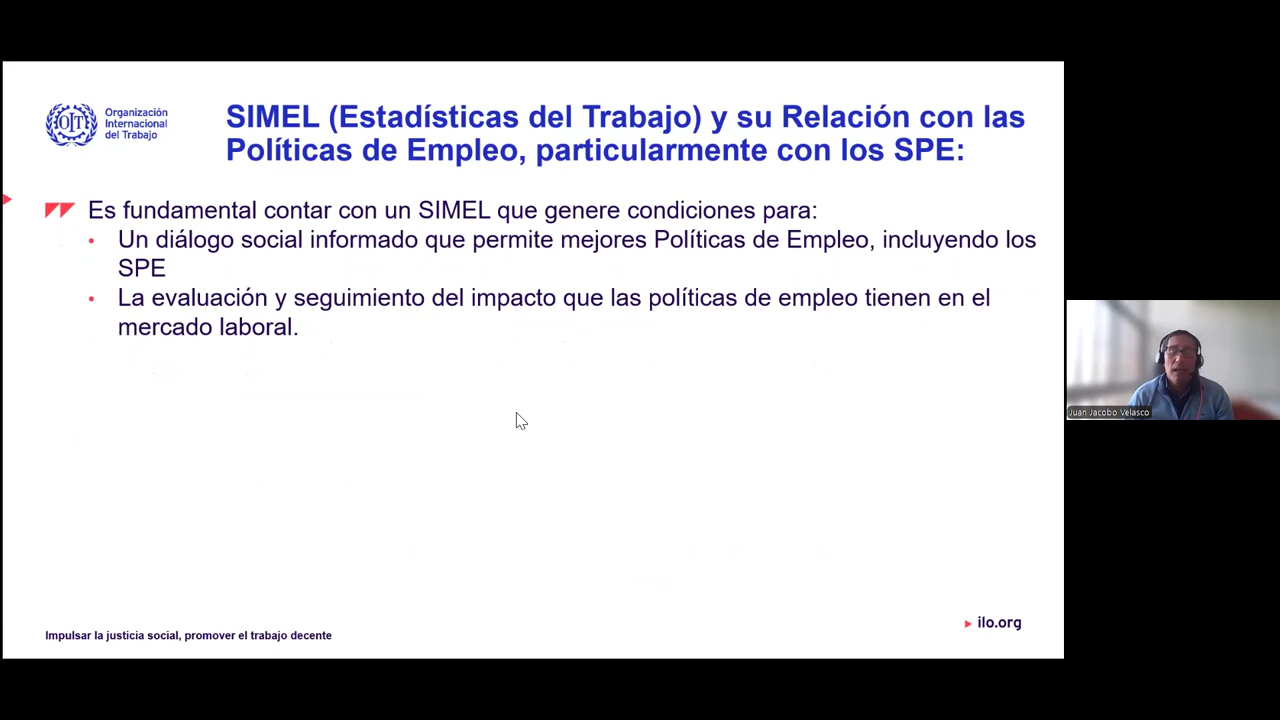 Organización
Internacional
del Trabajo
SIMEL (Estadísticas del Trabajo) y su Relación con las
Políticas de Empleo, particularmente con los SPE:
Es fundamental contar con un SIMEL que genere condiciones para:
• Un diálogo social informado que permite mejores Políticas de Empleo, incluyendo los
SPE
• La evaluación y seguimiento del impacto que las políticas de empleo tienen en el
mercado laboral.
Juan Jacobo Velasco
Impulsar la justicia social, promover el trabajo decente
ilo.org